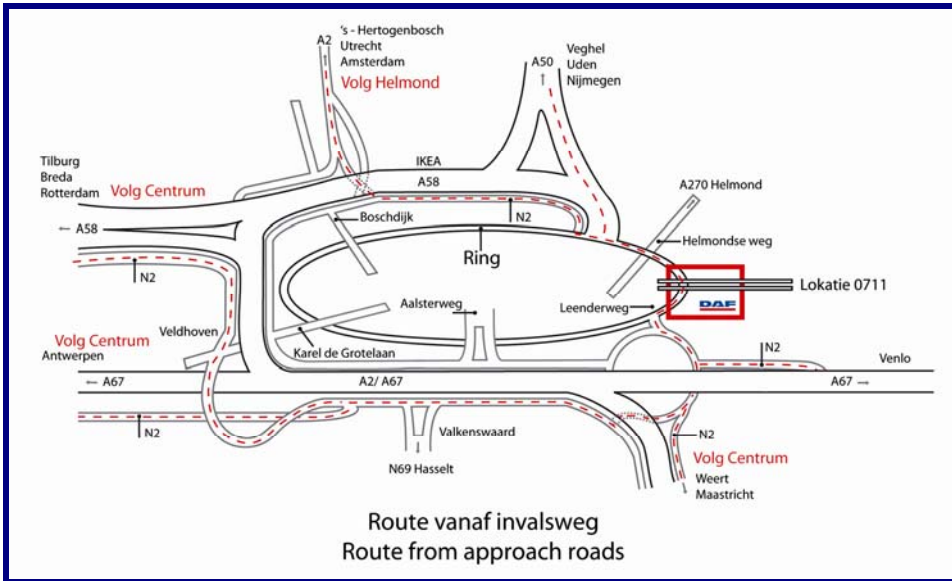 's - Hertogenbosch
Utrecht
Amsterdam
A2
Volg Helmond
Veghel
Uden
Nijmegen
A50
Tilburg
Breda
Rotterdam
Volg Centrum
IKEA
A58
A270 Helmond
A58
Boschdijk
N2
Helmondse weg
Ring
N2
Lokatie 0711
DAF
Aalsterweg
Leenderweg
Veldhoven
Volg Centrum
Antwerpen
Karel de Grotelaan
N2
Venlo
A67
A2/ A67
A67
N2
Valkenswaard
N2
Volg Centrum
N69 Hasselt
Weert
Maastricht
Route vanaf invalsweg
Route from approach roads